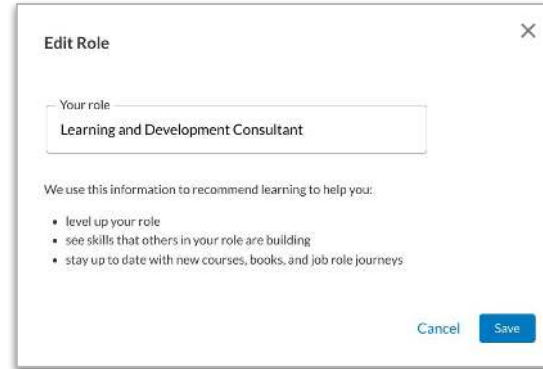 Edit Role
Your role
Learning and Development Consultant
We use this information to recommend learning to help you:
• level up your role
• see skills that others in your role are building
• stay up to date with new courses, books, and job role journeys
Cancel Save